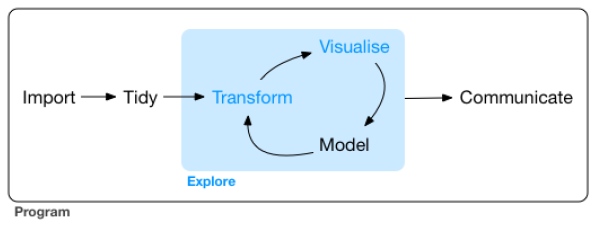 Visualise
Import
Tidy
Transform
Communicate
Model
Explore
Program